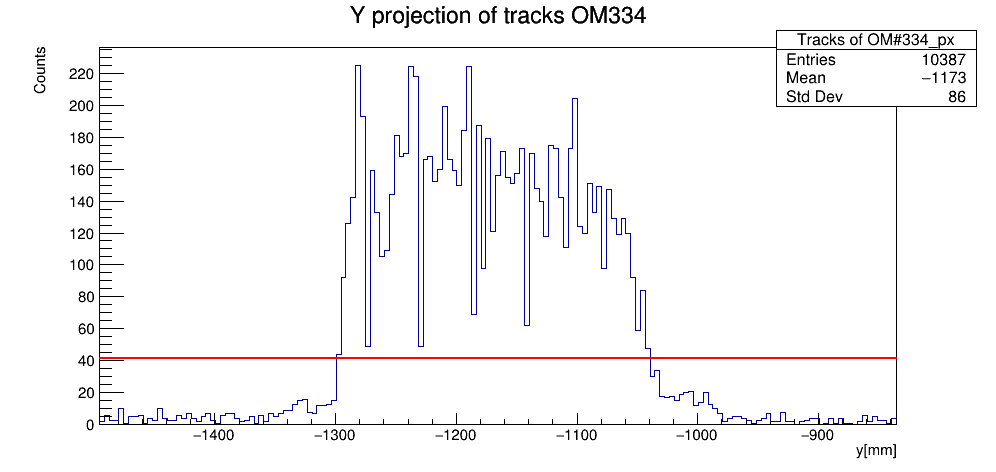 Y projection of tracks OM334
Tracks of OM#334_px
Entries 10387
Mean −1173
Std Dev 86
Counts
220
200
180
160
140
120
100
80
60
40
20
0
−1400 −1300 −1200 −1100 −1000 −900
y[mm]